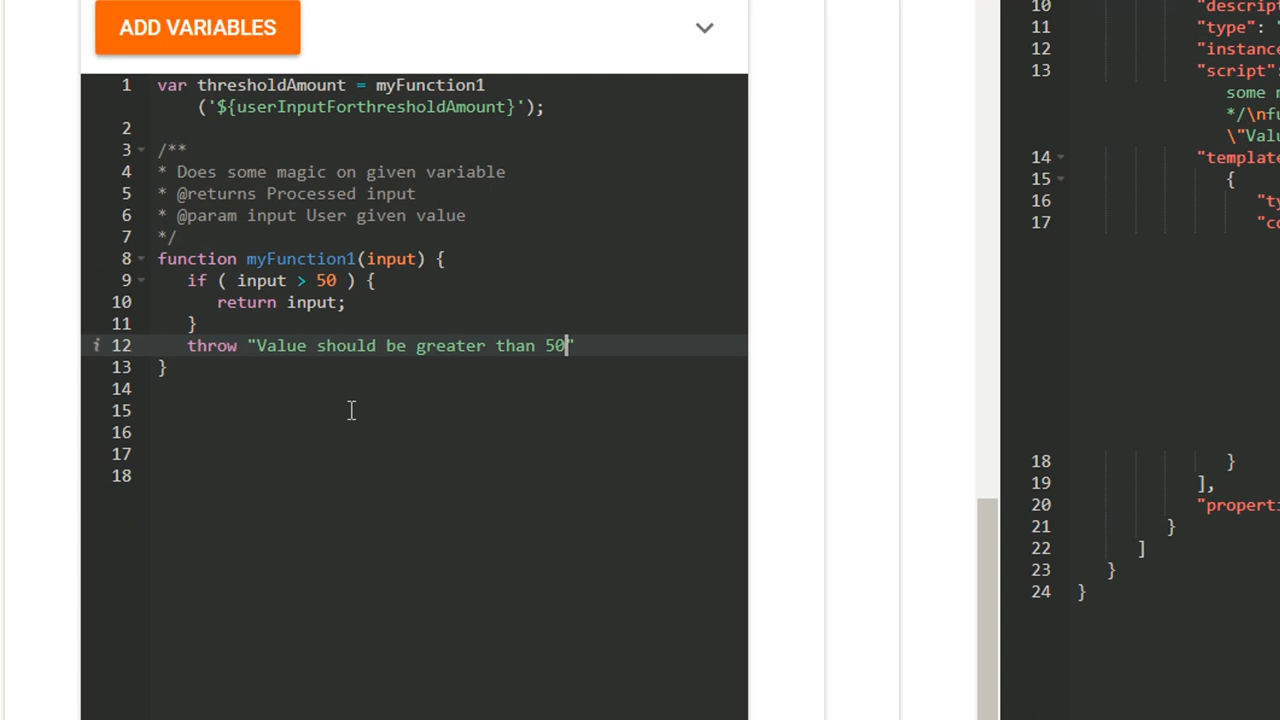 ADD VARIABLES
1 var thresholdAmount = myFunction1
('${userInputForthresholdAmount}');
2
3 /**
4 * Does some magic on given variable
5 * @returns Processed input
6 * @param input User given value
7 */
8 function myFunction1(input) {
9 if ( input > 50 ) {
10 return input;
11 }
i 12 throw "Value should be greater than 50"
13 }
14
15
16
17
18
10 "descript
11 "type": "
12 "instance
13 "script":
some m
*/\nfu
\"Valu
14 "template
15 {
16 "ty
17 "co
18 }
19 ],
20 "properti
21 }
22 ]
23 }
24 }